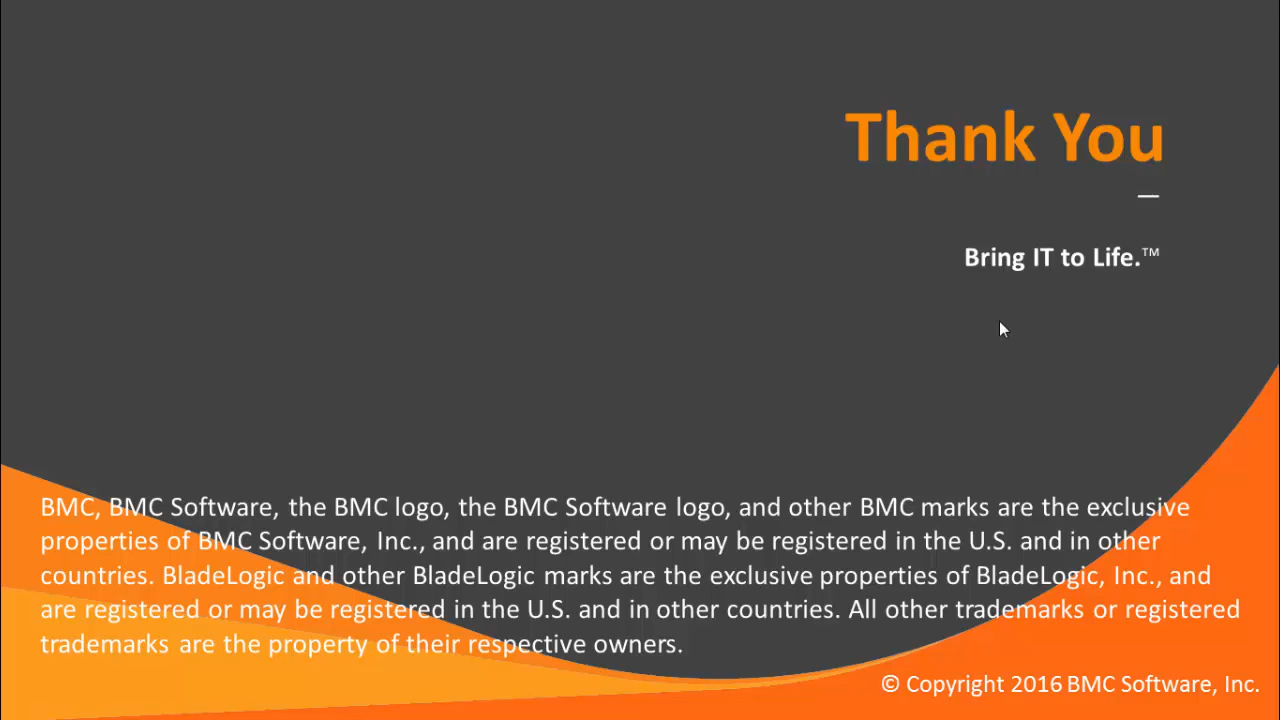 Thank You
—
Bring IT to Life.™
BMC, BMC Software, the BMC logo, the BMC Software logo, and other BMC marks are the exclusive
properties of BMC Software, Inc., and are registered or may be registered in the U.S. and in other
countries. BladeLogic and other BladeLogic marks are the exclusive properties of BladeLogic, Inc., and
are registered or may be registered in the U.S. and in other countries. All other trademarks or registered
trademarks are the property of their respective owners.
© Copyright 2016 BMC Software, Inc.